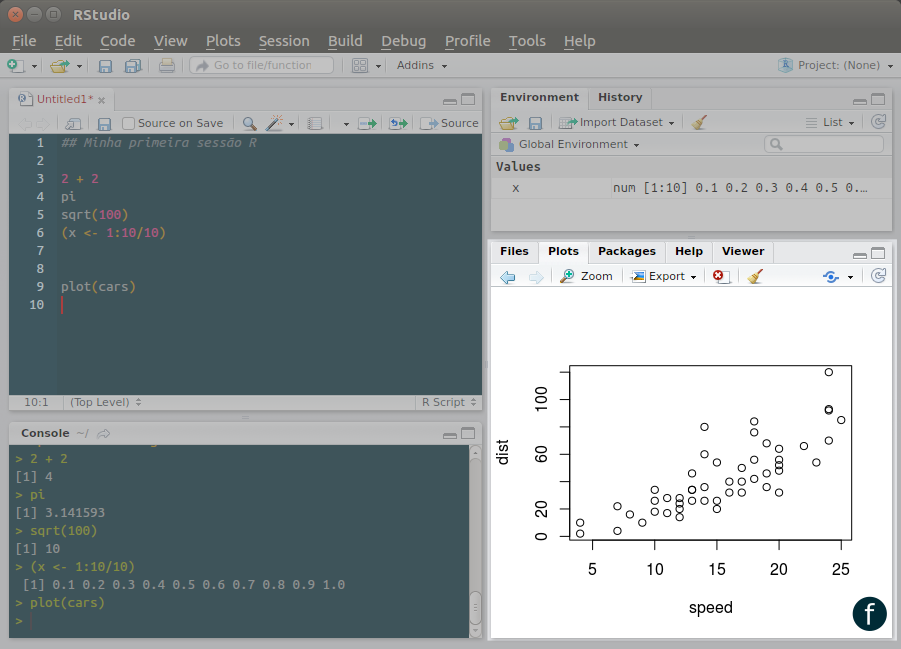 RStudio
File Edit Code View Plots Session Build Debug Profile Tools Help
Go to file/function Addins Project: (None)
Untitled1*
Source on Save Source
1 ## Minha primeira sessão R
2
3 2 + 2
4 pi
5 sqrt(100)
6 (x <- 1:10/10)
7
8
9 plot(cars)
10
10:1 (Top Level) R Script
Console ~/
> 2 + 2
[1] 4
> pi
[1] 3.141593
> sqrt(100)
[1] 10
> (x <- 1:10/10)
[1] 0.1 0.2 0.3 0.4 0.5 0.6 0.7 0.8 0.9 1.0
> plot(cars)
>
Environment History
Import Dataset List
Global Environment
Values
x num [1:10] 0.1 0.2 0.3 0.4 0.5 0.…
Files Plots Packages Help Viewer
Zoom Export
dist
100
60
20
0
5 10 15 20 25
speed
f